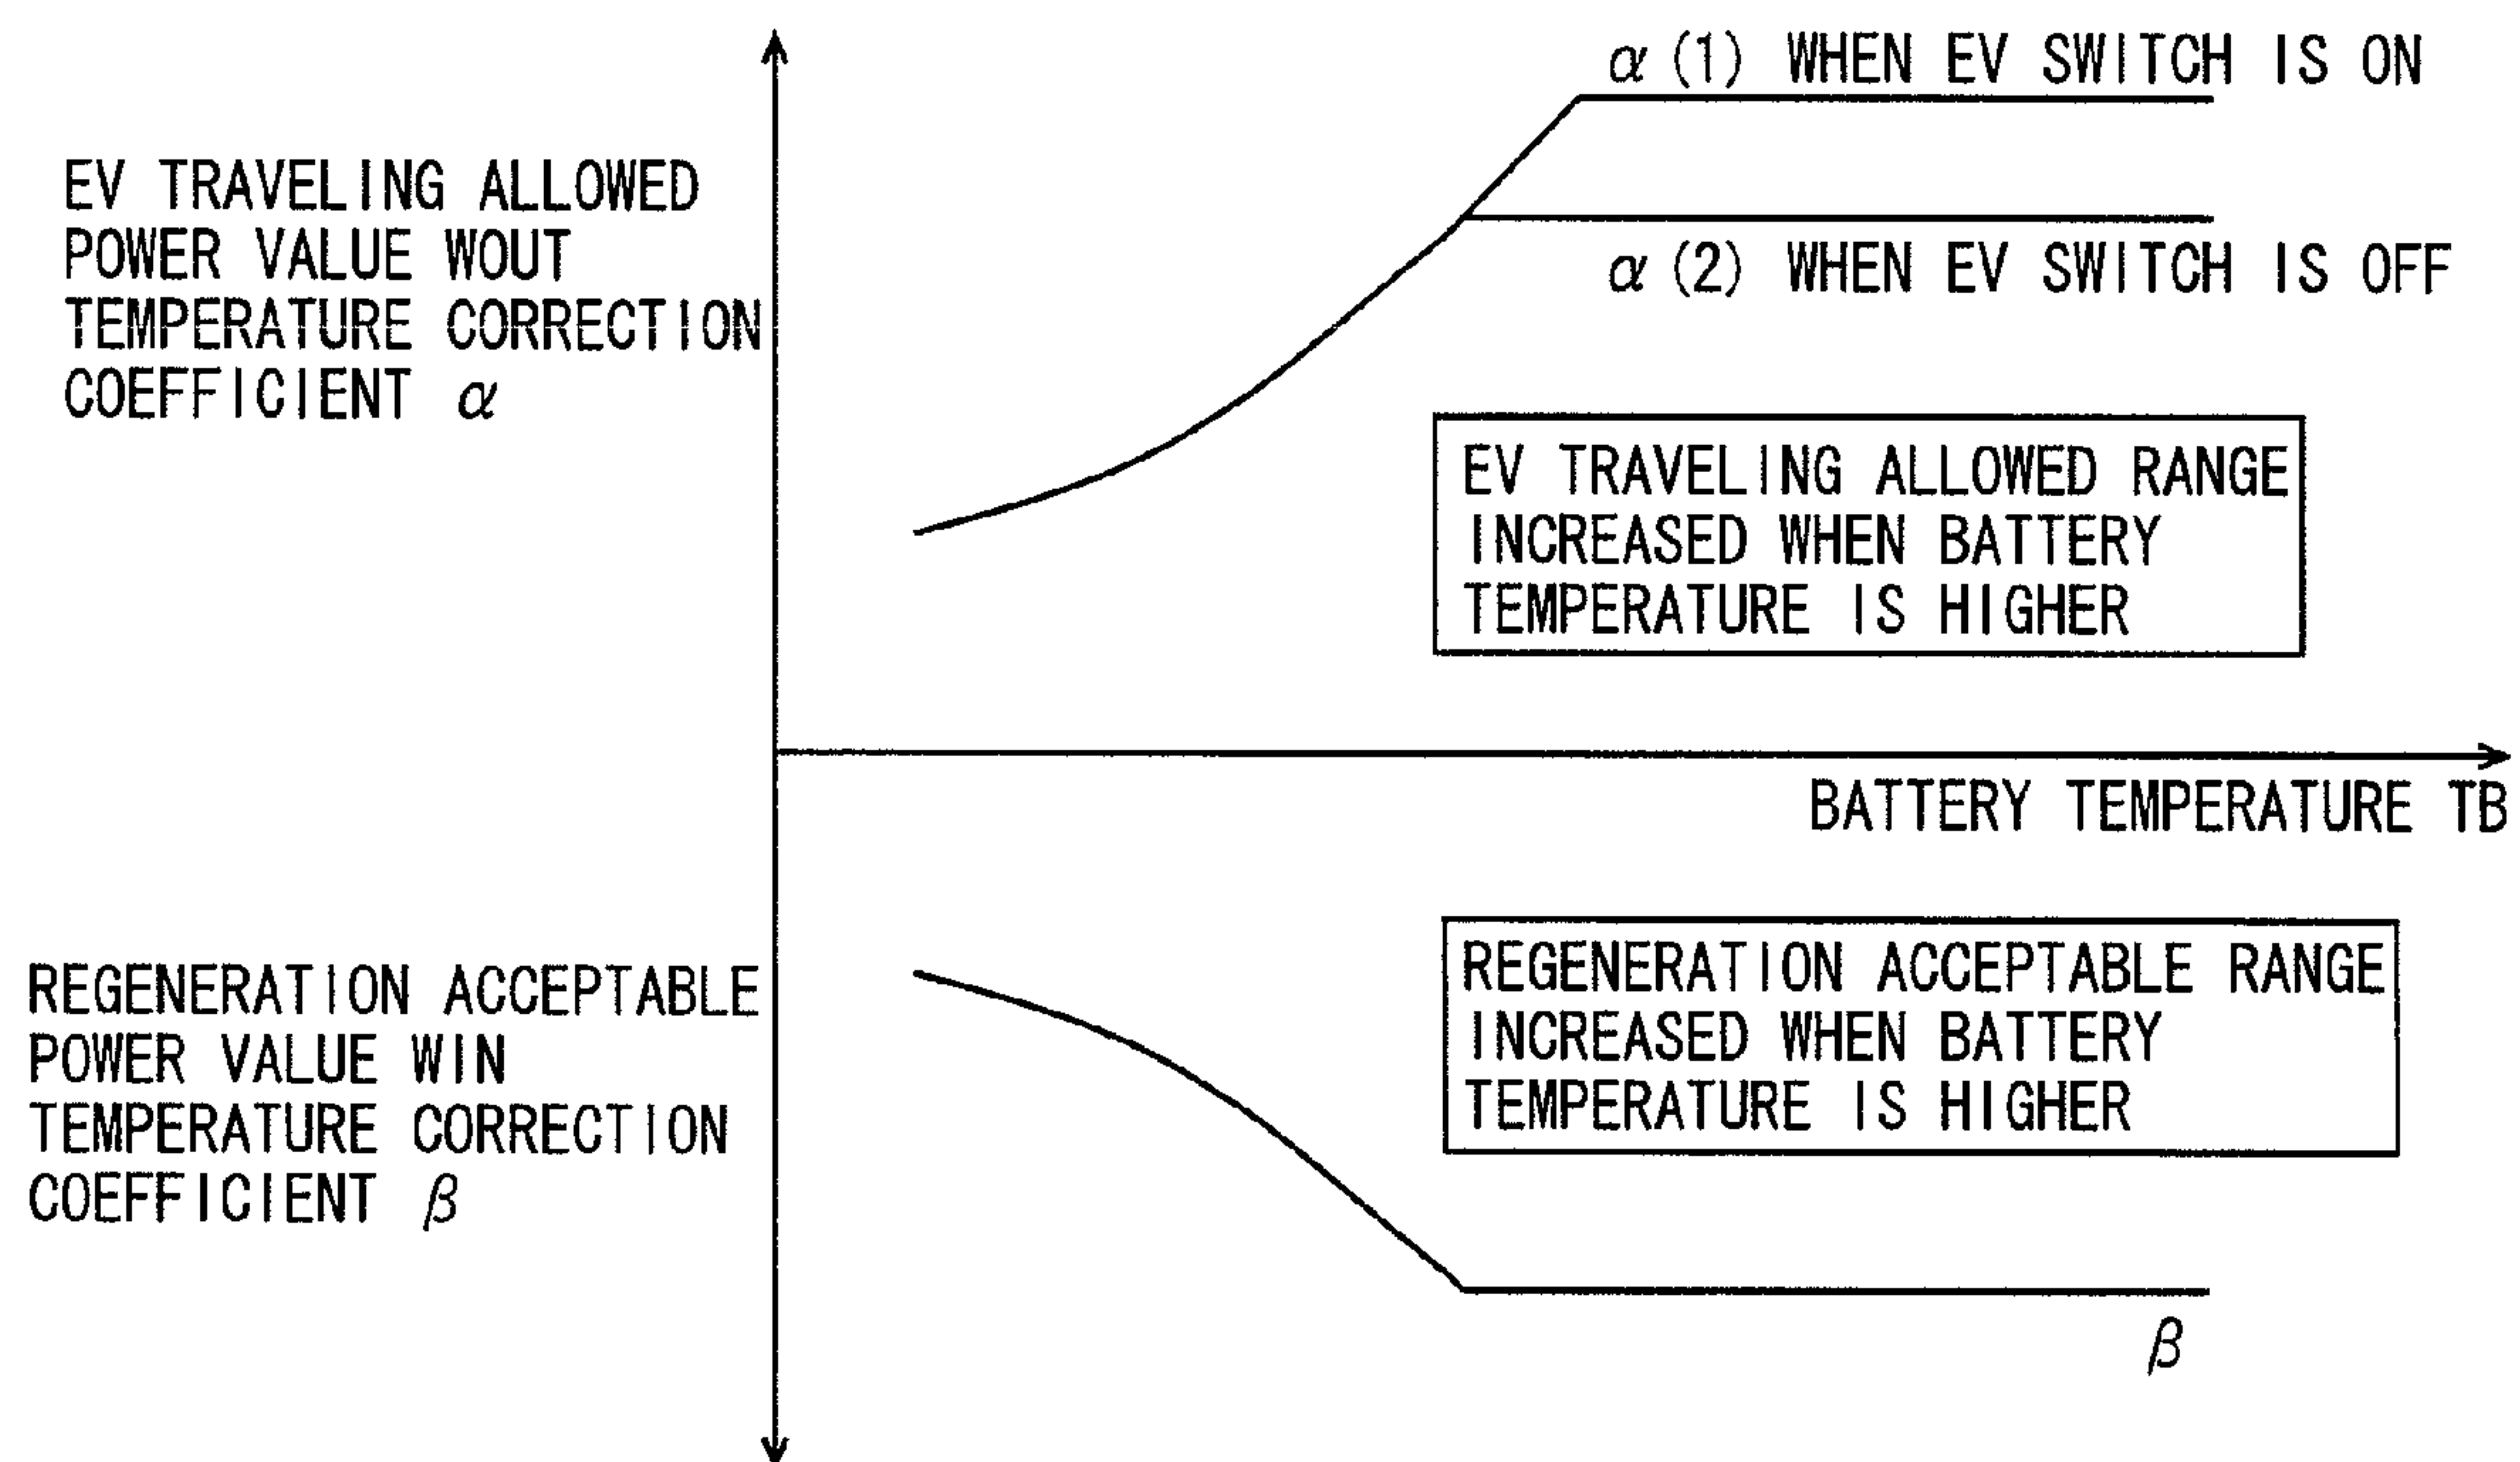 α(1) WHEN EV SWITCH IS ON
EV TRAVELING ALLOWED
POWER VALUE WOUT
TEMPERATURE CORRECTION
COEFFICIENT α
α(2) WHEN EV SWITCH IS OFF
EV TRAVELING ALLOWED RANGE
INCREASED WHEN BATTERY
TEMPERATURE IS HIGHER
BATTERY TEMPERATURE TB
REGENERATION ACCEPTABLE
POWER VALUE WIN
TEMPERATURE CORRECTION
COEFFICIENT β
REGENERATION ACCEPTABLE RANGE
INCREASED WHEN BATTERY
TEMPERATURE IS HIGHER
β